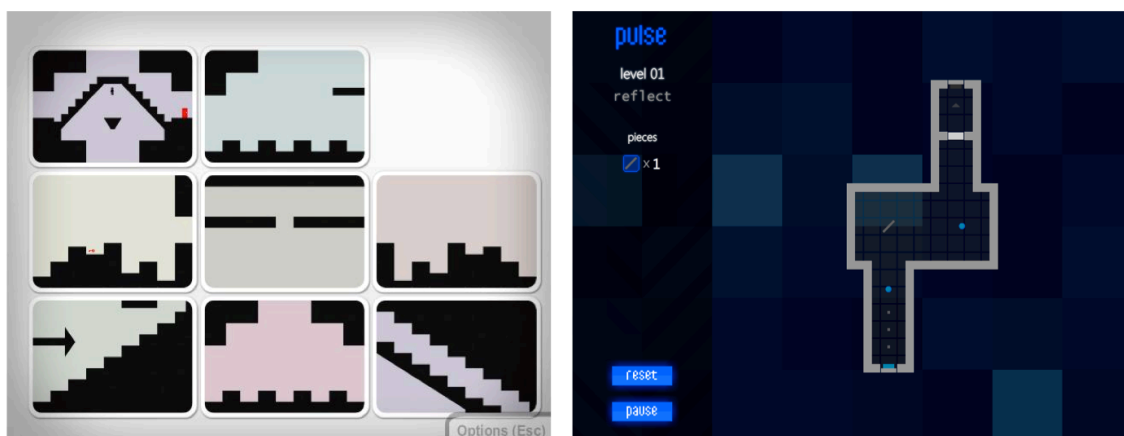 Options (Esc)
pulse
level 01
reflect
pieces
x 1
reset
pause